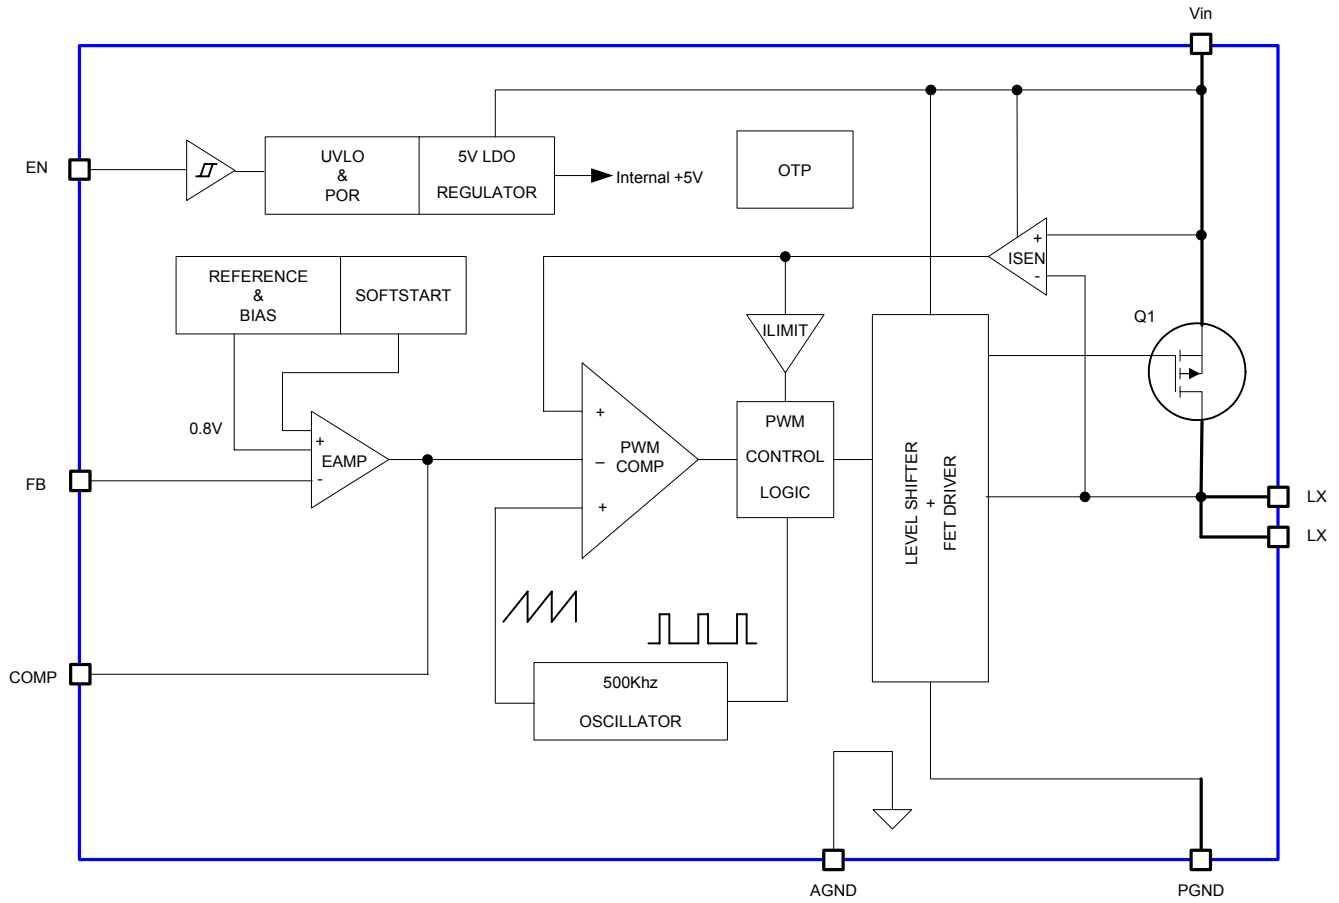 Vin
EN
UVLO
&
POR
5V LDO
REGULATOR
Internal +5V
OTP
REFERENCE
&
BIAS
SOFTSTART
+
ISEN
-
Q1
ILIMIT
0.8V
+
EAMP
-
FB
+
PWM
COMP
–
+
PWM
CONTROL
LOGIC
LEVEL SHIFTER
+
FET DRIVER
LX
LX
COMP
500Khz
OSCILLATOR
AGND
PGND